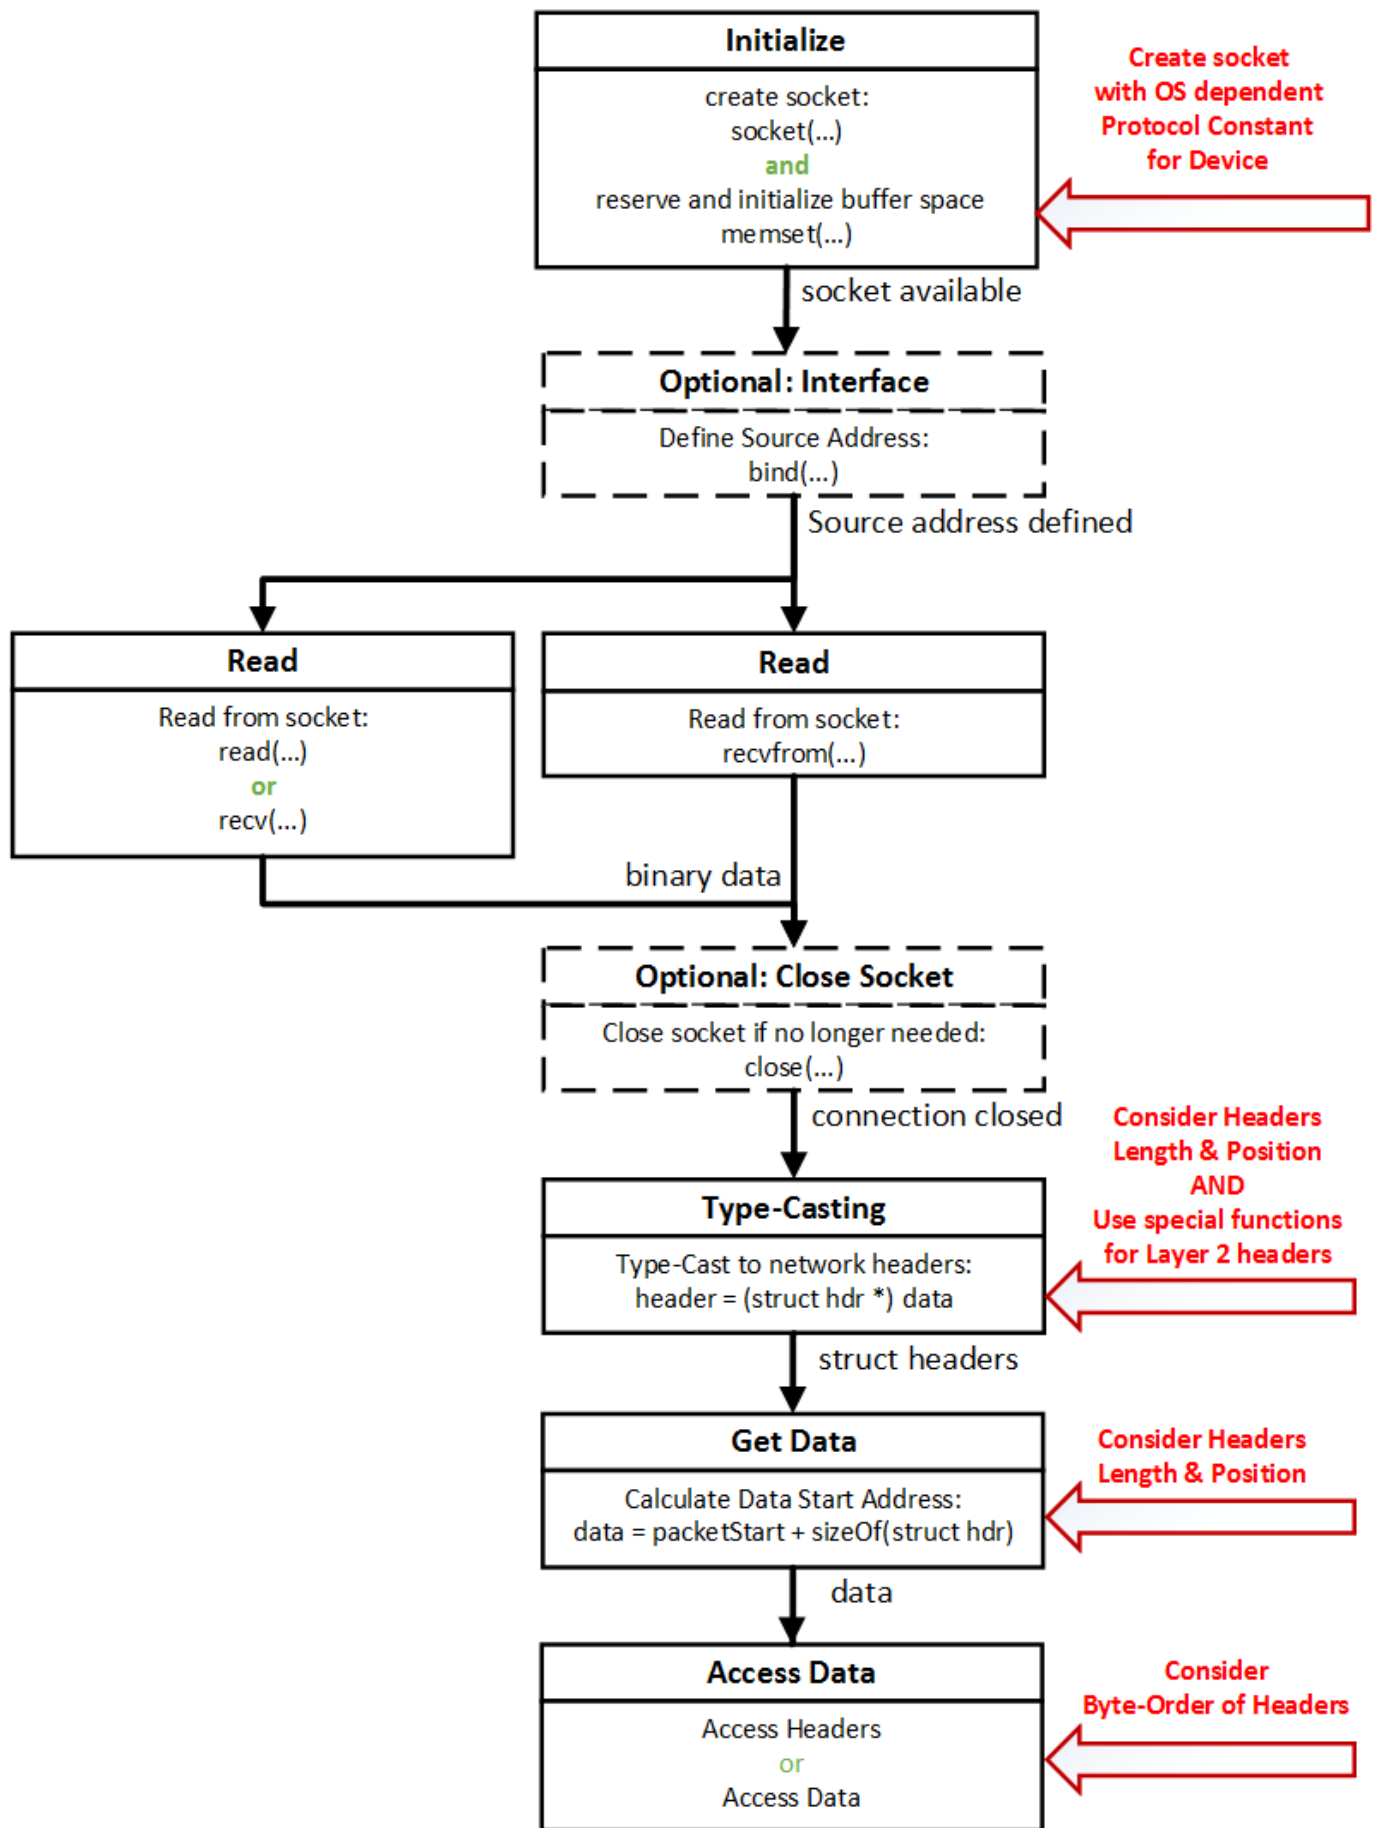 Initialize
create socket:
socket(...)
and
reserve and initialize buffer space
memset(...)
Create socket
with OS dependent
Protocol Constant
for Device
socket available
Optional: Interface
Define Source Address:
bind(...)
Source address defined
Read
Read from socket:
read(...)
or
recv(...)
Read
Read from socket:
recvfrom(...)
binary data
Optional: Close Socket
Close socket if no longer needed:
close(...)
connection closed
Consider Headers
Length & Position
AND
Use special functions
for Layer 2 headers
Type-Casting
Type-Cast to network headers:
header = (struct hdr *) data
struct headers
Get Data
Calculate Data Start Address:
data = packetStart + sizeOf(struct hdr)
Consider Headers
Length & Position
data
Access Data
Access Headers
or
Access Data
Consider
Byte-Order of Headers